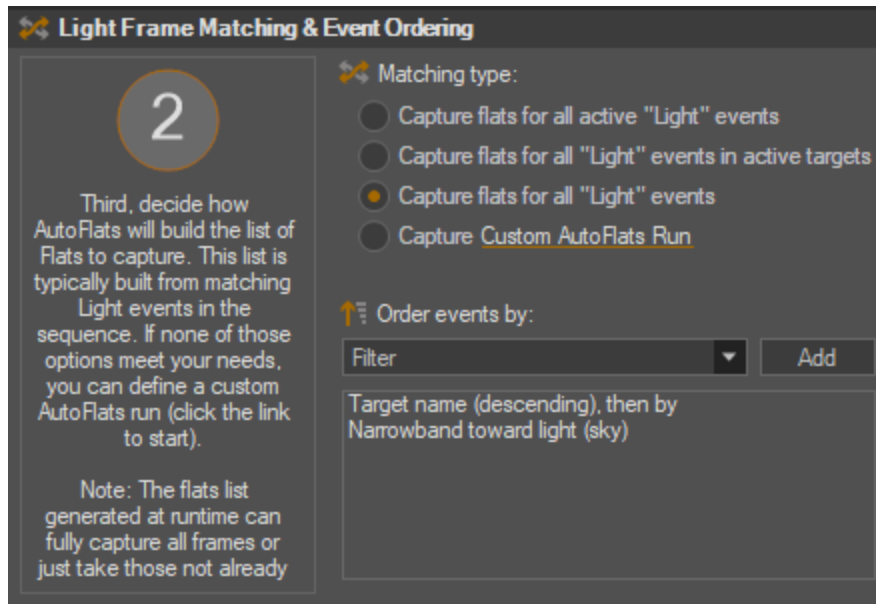 Light Frame Matching & Event Ordering
2
Third, decide how
AutoFlats will build the list of
Flats to capture. This list is
typically built from matching
Light events in the
sequence. If none of those
options meet your needs,
you can define a custom
AutoFlats run (click the link
to start).
Note: The flats list
generated at runtime can
fully capture all frames or
just take those not already
Matching type:
Capture flats for all active "Light" events
Capture flats for all "Light" events in active targets
Capture flats for all "Light" events
Capture Custom AutoFlats Run
Order events by:
Filter
Add
Target name (descending), then by
Narrowband toward light (sky)